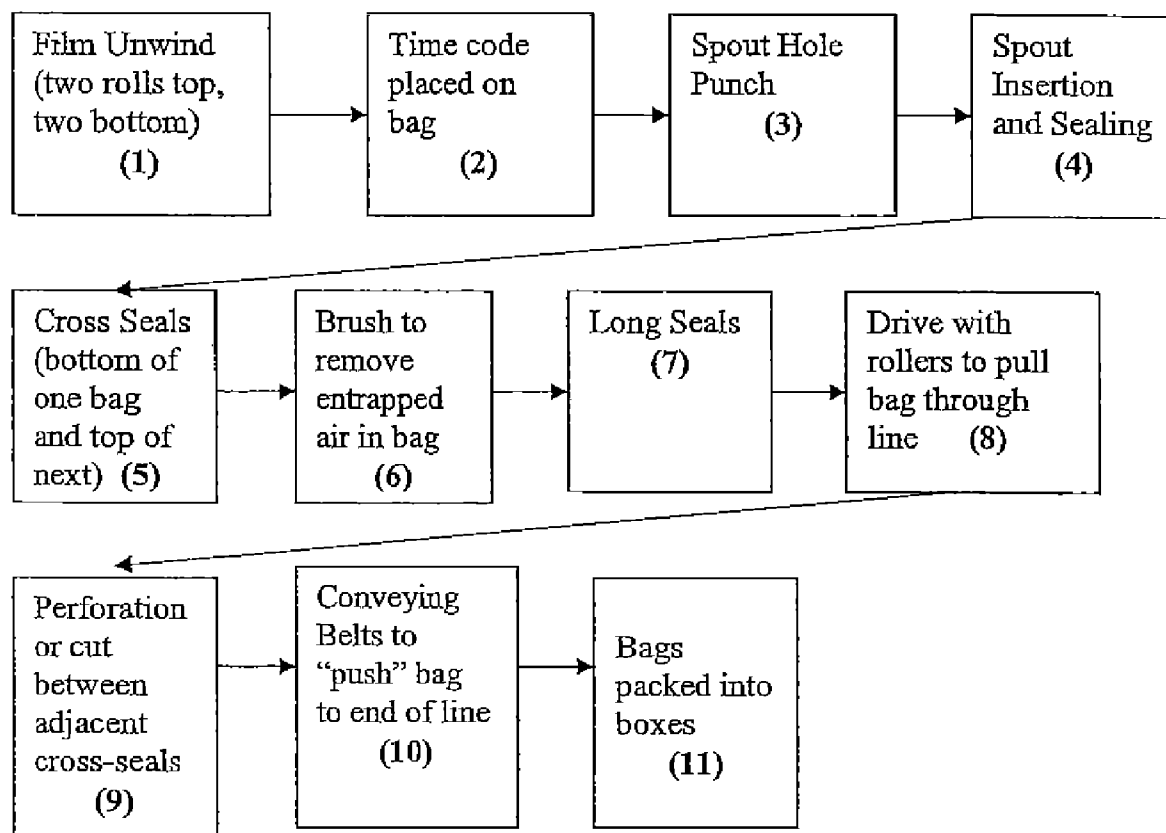 Film Unwind
(two rolls top,
two bottom)
(1)
Time code
placed on
bag
(2)
Spout Hole
Punch
(3)
Spout
Insertion
and Sealing
(4)
Cross Seals
(bottom of
one bag
and top of
next) (5)
Brush to
remove
entrapped
air in bag
(6)
Long Seals
(7)
Drive with
rollers to pull
bag through
line (8)
Perforation
or cut
between
adjacent
cross-seals
(9)
Conveying
Belts to
“push” bag
to end of line
(10)
Bags
packed into
boxes
(11)